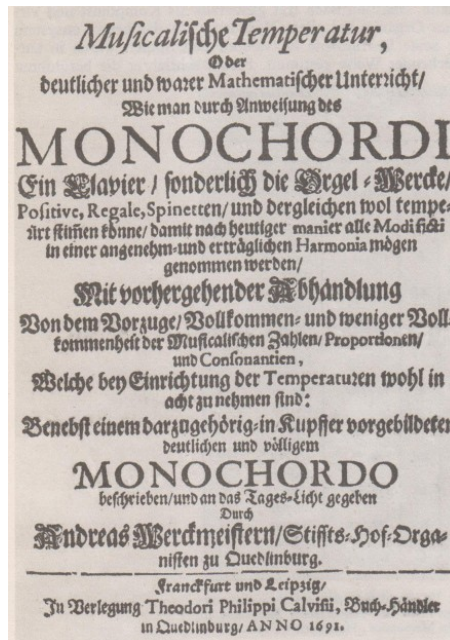 Musicalische Temperatur,
Oder
deutlicher und warer Mathematischer Unterricht/
Wie man durch Anweisung des
MONOCHORDI
Ein Clavier/ sonderlich die Orgel-Wercke/
Positive, Regale, Spinetten/ und dergleichen wol tempe-
rirt stim̃en könne/ damit nach heutiger manier alle Modi ficti
in einer angenehm-und erträglichen Harmonia mögen
genommen werden/
Mit vorhergehender Abhandlung
Von dem Vorzuge/ Vollkommen- und weniger Voll-
kommenheit der Musicalischen Zahlen/ Proportionen/
und Consonantien,
Welche bey Einrichtung der Temperaturen wohl in
acht zu nehmen sind:
Benebst einem darzugehörig-in Kupffer vorgebildeten
deutlichen und völligem
MONOCHORDO
beschrieben/ und an das Tages-Licht gegeben
Durch
Andreas Werckmeistern/ Stiffts-Hof-Orga-
nisten zu Quedlinburg.
Franckfurt und Leipzig/
In Verlegung Theodori Philippi Calvisii, Buch-Händler
in Quedlinburg/ ANNO 1691.